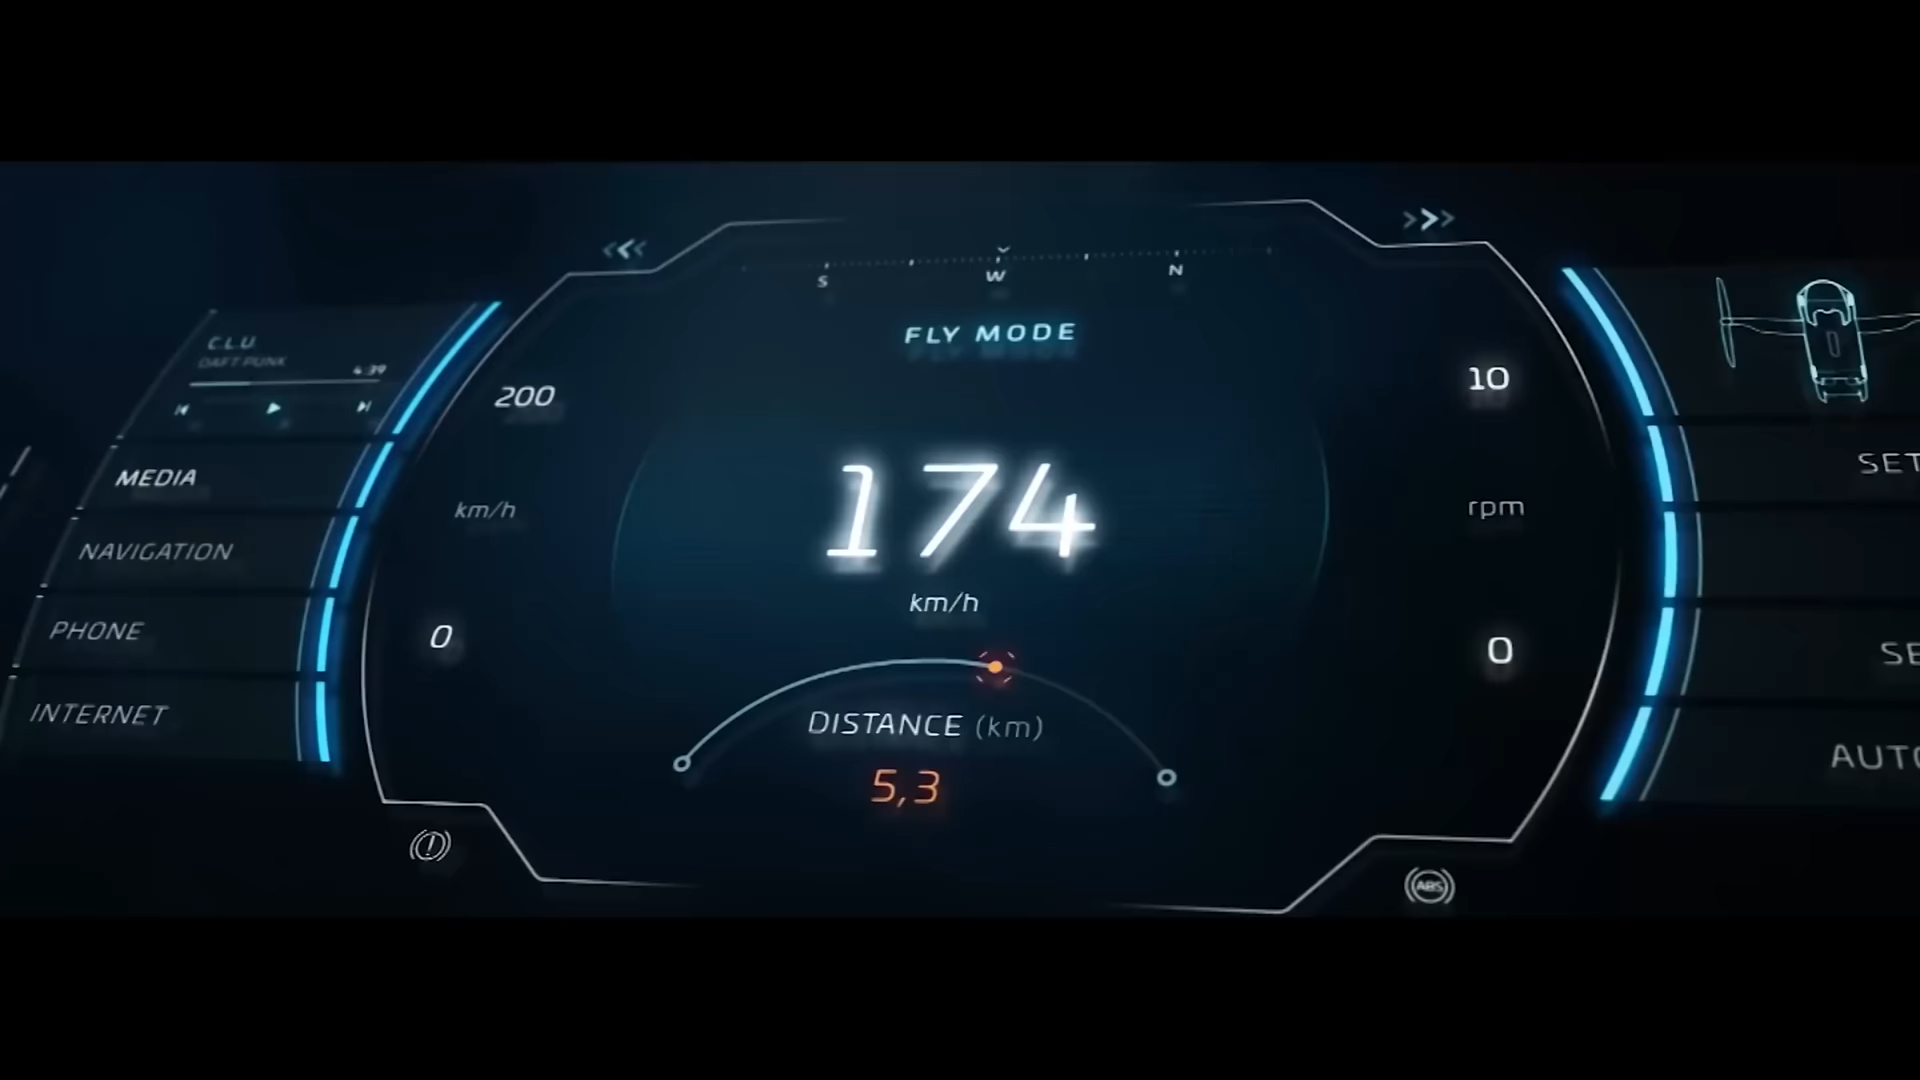 S
W
N
FLY MODE
C.L.U.
DAFT PUNK
4:39
MEDIA
NAVIGATION
PHONE
INTERNET
200
km/h
0
174
km/h
DISTANCE (km)
5,3
10
rpm
0
SET
SE
AUTO
ABS